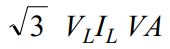 √3 V_L I_L VA